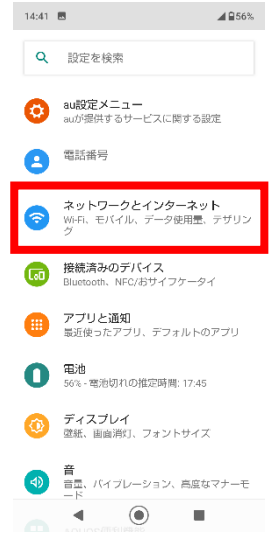 14:41 56%
設定を検索
au設定メニュー
auが提供するサービスに関する設定
電話番号
ネットワークとインターネット
Wi-Fi、モバイル、データ使用量、テザリン
グ
接続済みのデバイス
Bluetooth、NFC/おサイフケータイ
アプリと通知
最近使ったアプリ、デフォルトのアプリ
電池
56% - 電池切れの推定時間: 17:45
ディスプレイ
壁紙、画面消灯、フォントサイズ
音
音量、バイブレーション、高度なマナーモ
ード